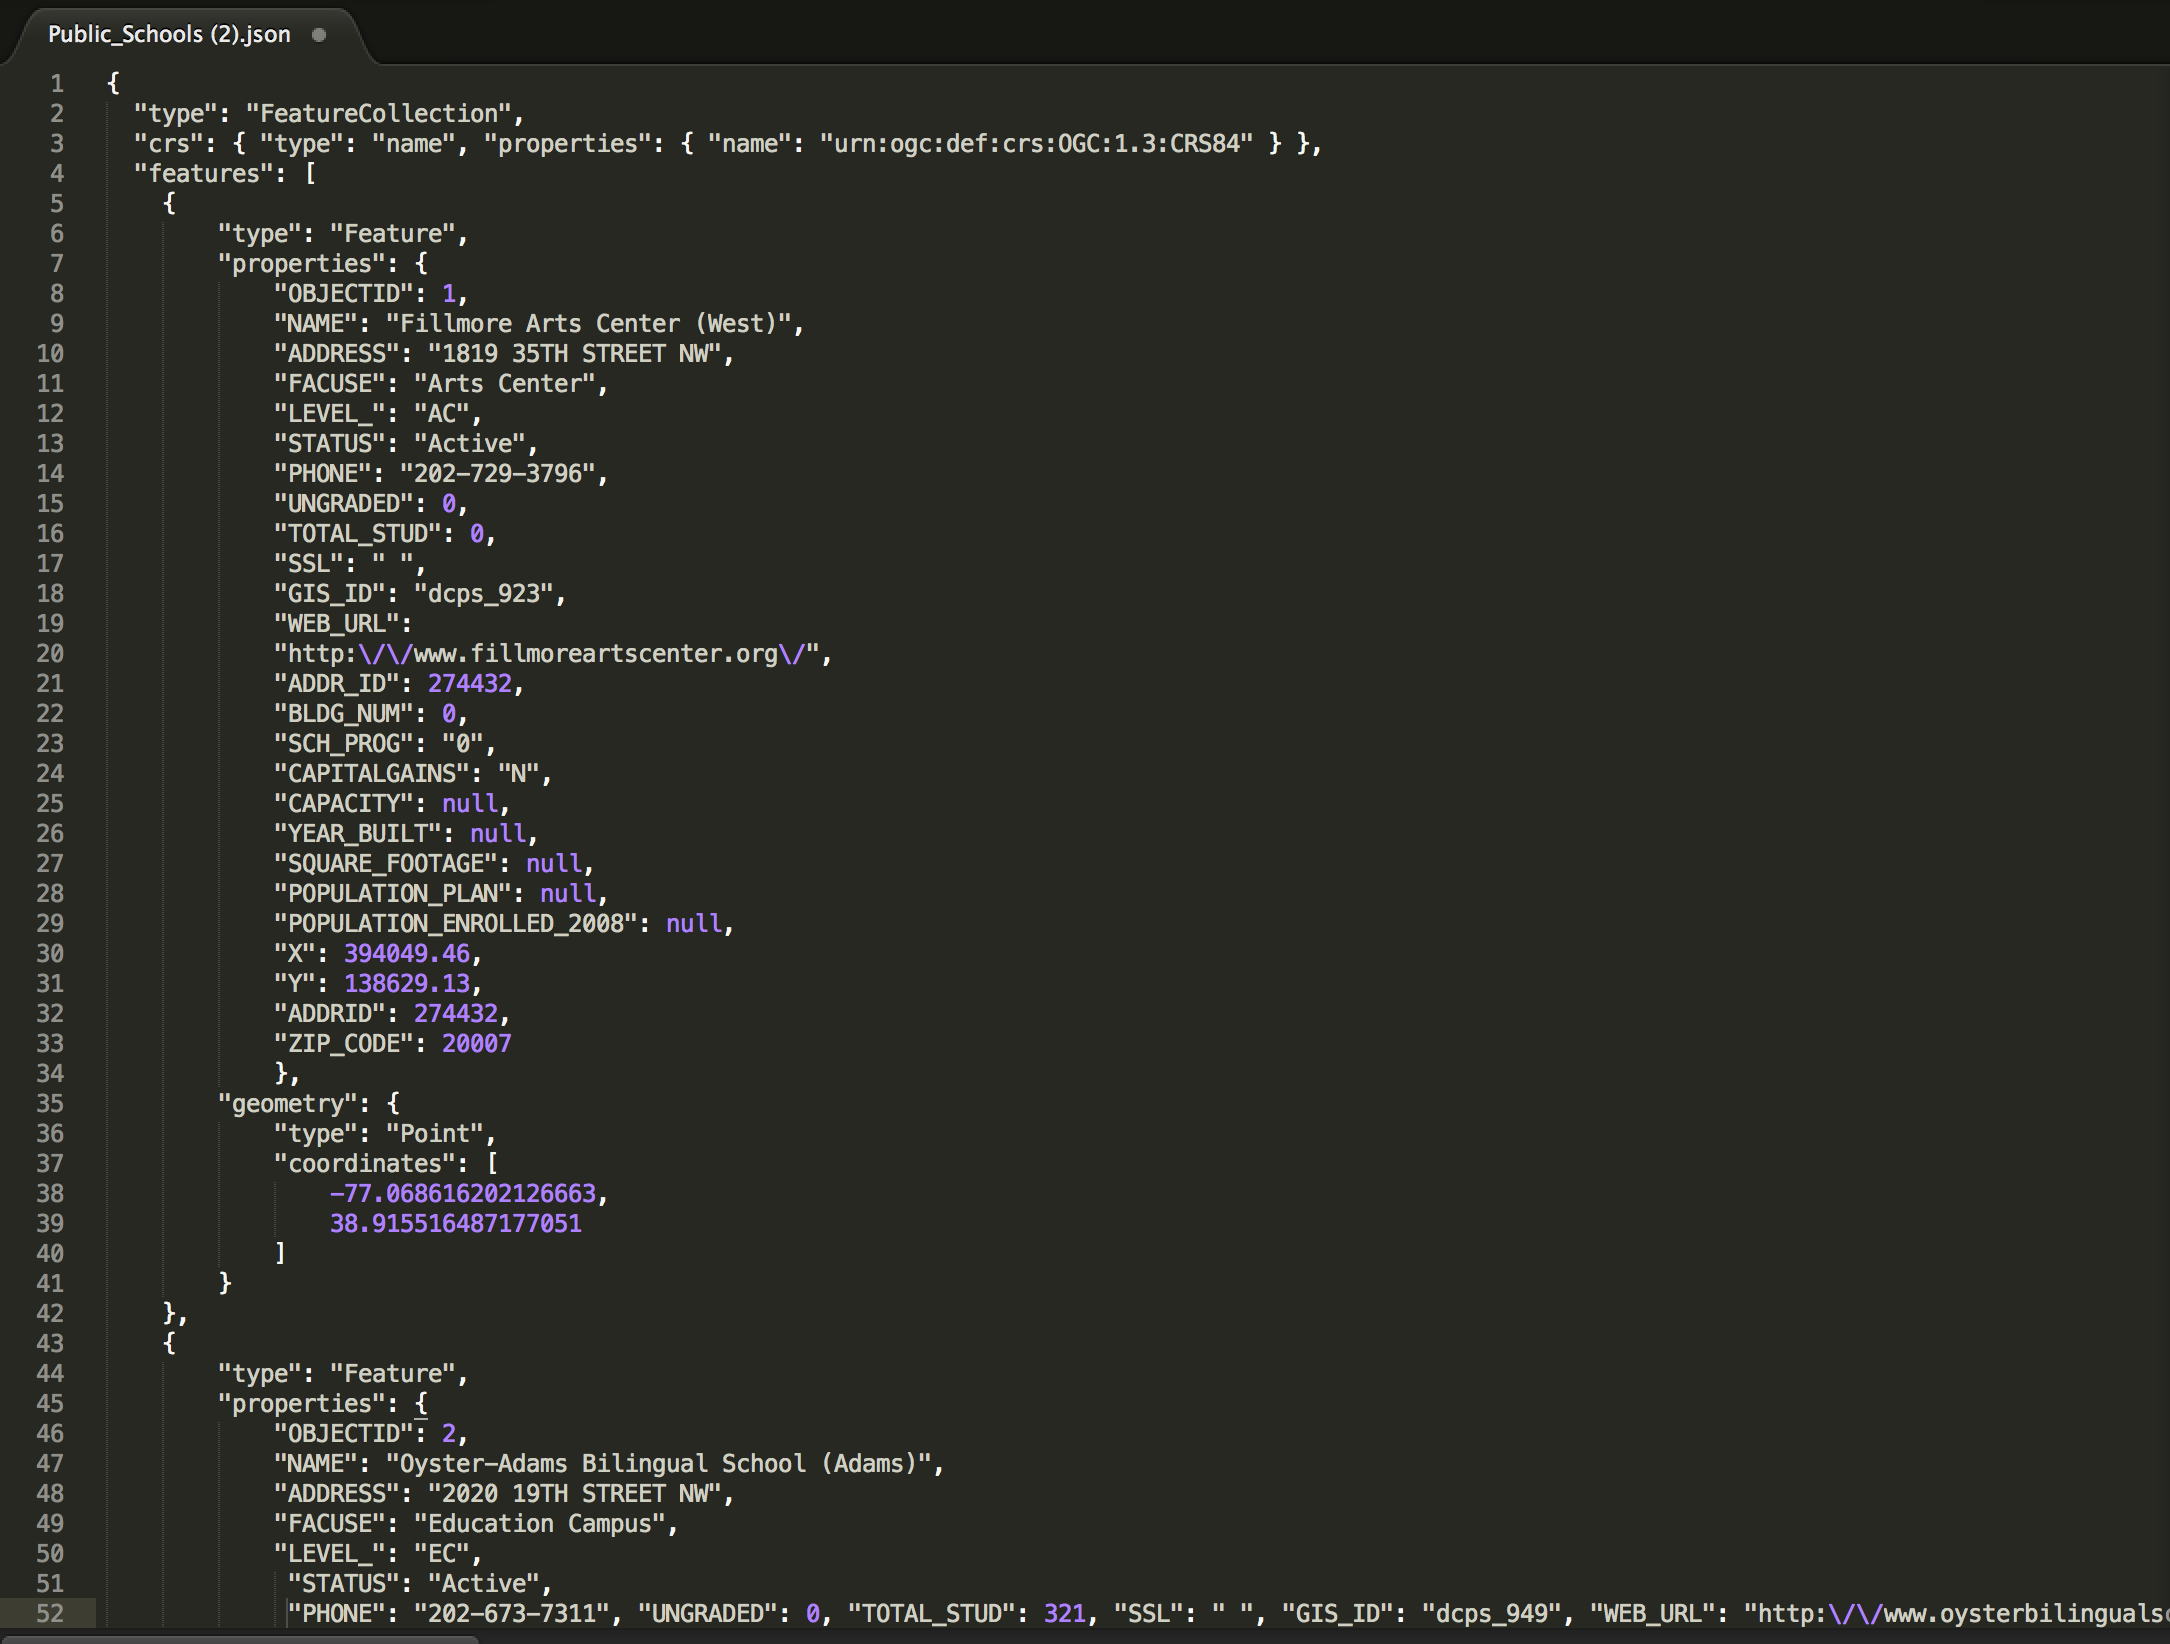 Public_Schools (2).json
1 {
2 "type": "FeatureCollection",
3 "crs": { "type": "name", "properties": { "name": "urn:ogc:def:crs:OGC:1.3:CRS84" } },
4 "features": [
5 {
6 "type": "Feature",
7 "properties": {
8 "OBJECTID": 1,
9 "NAME": "Fillmore Arts Center (West)",
10 "ADDRESS": "1819 35TH STREET NW",
11 "FACUSE": "Arts Center",
12 "LEVEL_": "AC",
13 "STATUS": "Active",
14 "PHONE": "202-729-3796",
15 "UNGRADED": 0,
16 "TOTAL_STUD": 0,
17 "SSL": " ",
18 "GIS_ID": "dcps_923",
19 "WEB_URL":
20 "http:\/\/www.fillmoreartscenter.org\/",
21 "ADDR_ID": 274432,
22 "BLDG_NUM": 0,
23 "SCH_PROG": "0",
24 "CAPITALGAINS": "N",
25 "CAPACITY": null,
26 "YEAR_BUILT": null,
27 "SQUARE_FOOTAGE": null,
28 "POPULATION_PLAN": null,
29 "POPULATION_ENROLLED_2008": null,
30 "X": 394049.46,
31 "Y": 138629.13,
32 "ADDRID": 274432,
33 "ZIP_CODE": 20007
34 },
35 "geometry": {
36 "type": "Point",
37 "coordinates": [
38 -77.068616202126663,
39 38.915516487177051
40 ]
41 }
42 },
43 {
44 "type": "Feature",
45 "properties": {
46 "OBJECTID": 2,
47 "NAME": "Oyster-Adams Bilingual School (Adams)",
48 "ADDRESS": "2020 19TH STREET NW",
49 "FACUSE": "Education Campus",
50 "LEVEL_": "EC",
51 "STATUS": "Active",
52 "PHONE": "202-673-7311", "UNGRADED": 0, "TOTAL_STUD": 321, "SSL": " ", "GIS_ID": "dcps_949", "WEB_URL": "http:\/\/www.oysterbilinguals